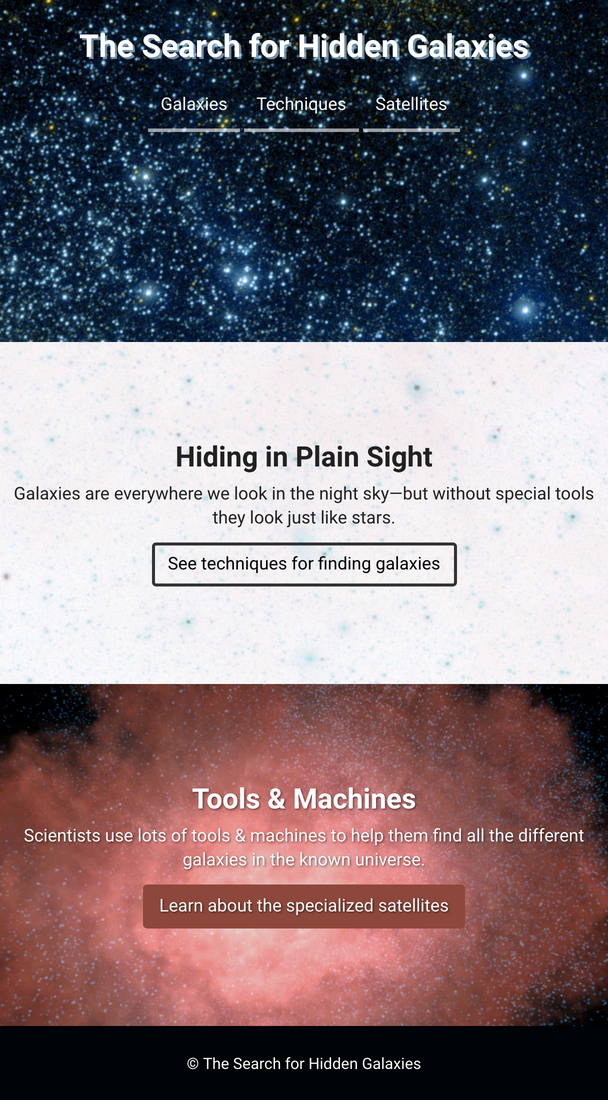 The Search for Hidden Galaxies
Galaxies Techniques Satellites
Hiding in Plain Sight
Galaxies are everywhere we look in the night sky—but without special tools
they look just like stars.
See techniques for finding galaxies
Tools & Machines
Scientists use lots of tools & machines to help them find all the different
galaxies in the known universe.
Learn about the specialized satellites
© The Search for Hidden Galaxies